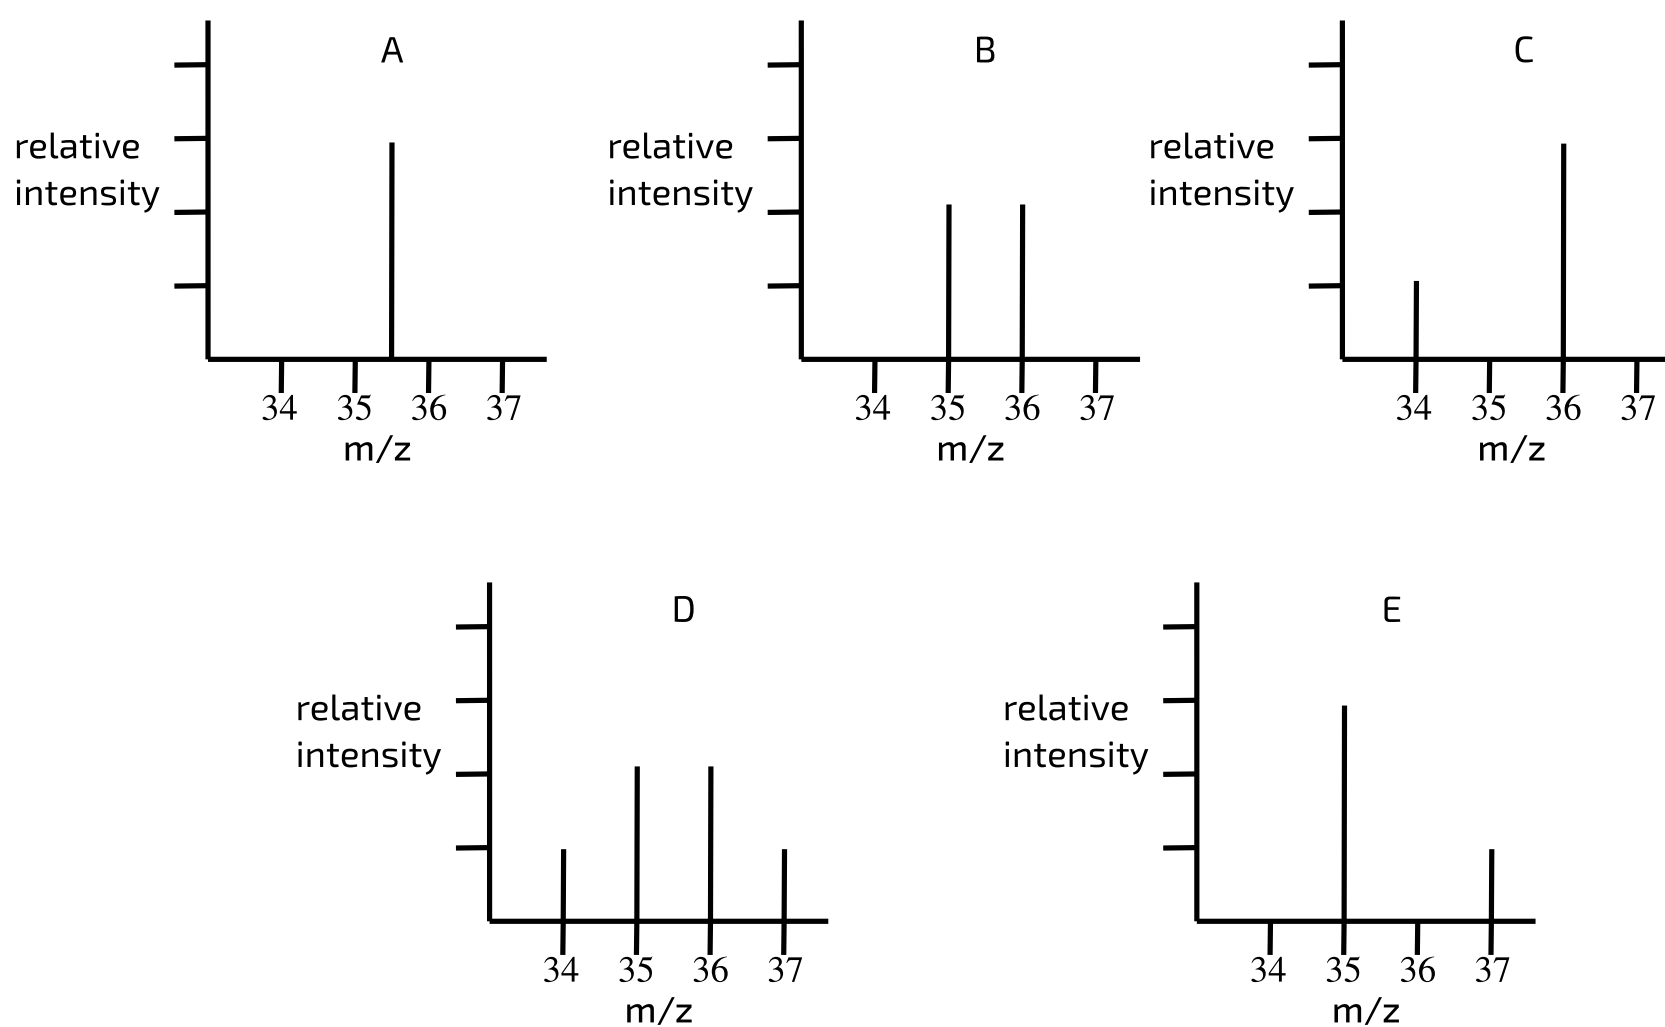 A
relative
intensity
34 35 36 37
m/z
B
relative
intensity
34 35 36 37
m/z
C
relative
intensity
34 35 36 37
m/z
D
relative
intensity
34 35 36 37
m/z
E
relative
intensity
34 35 36 37
m/z